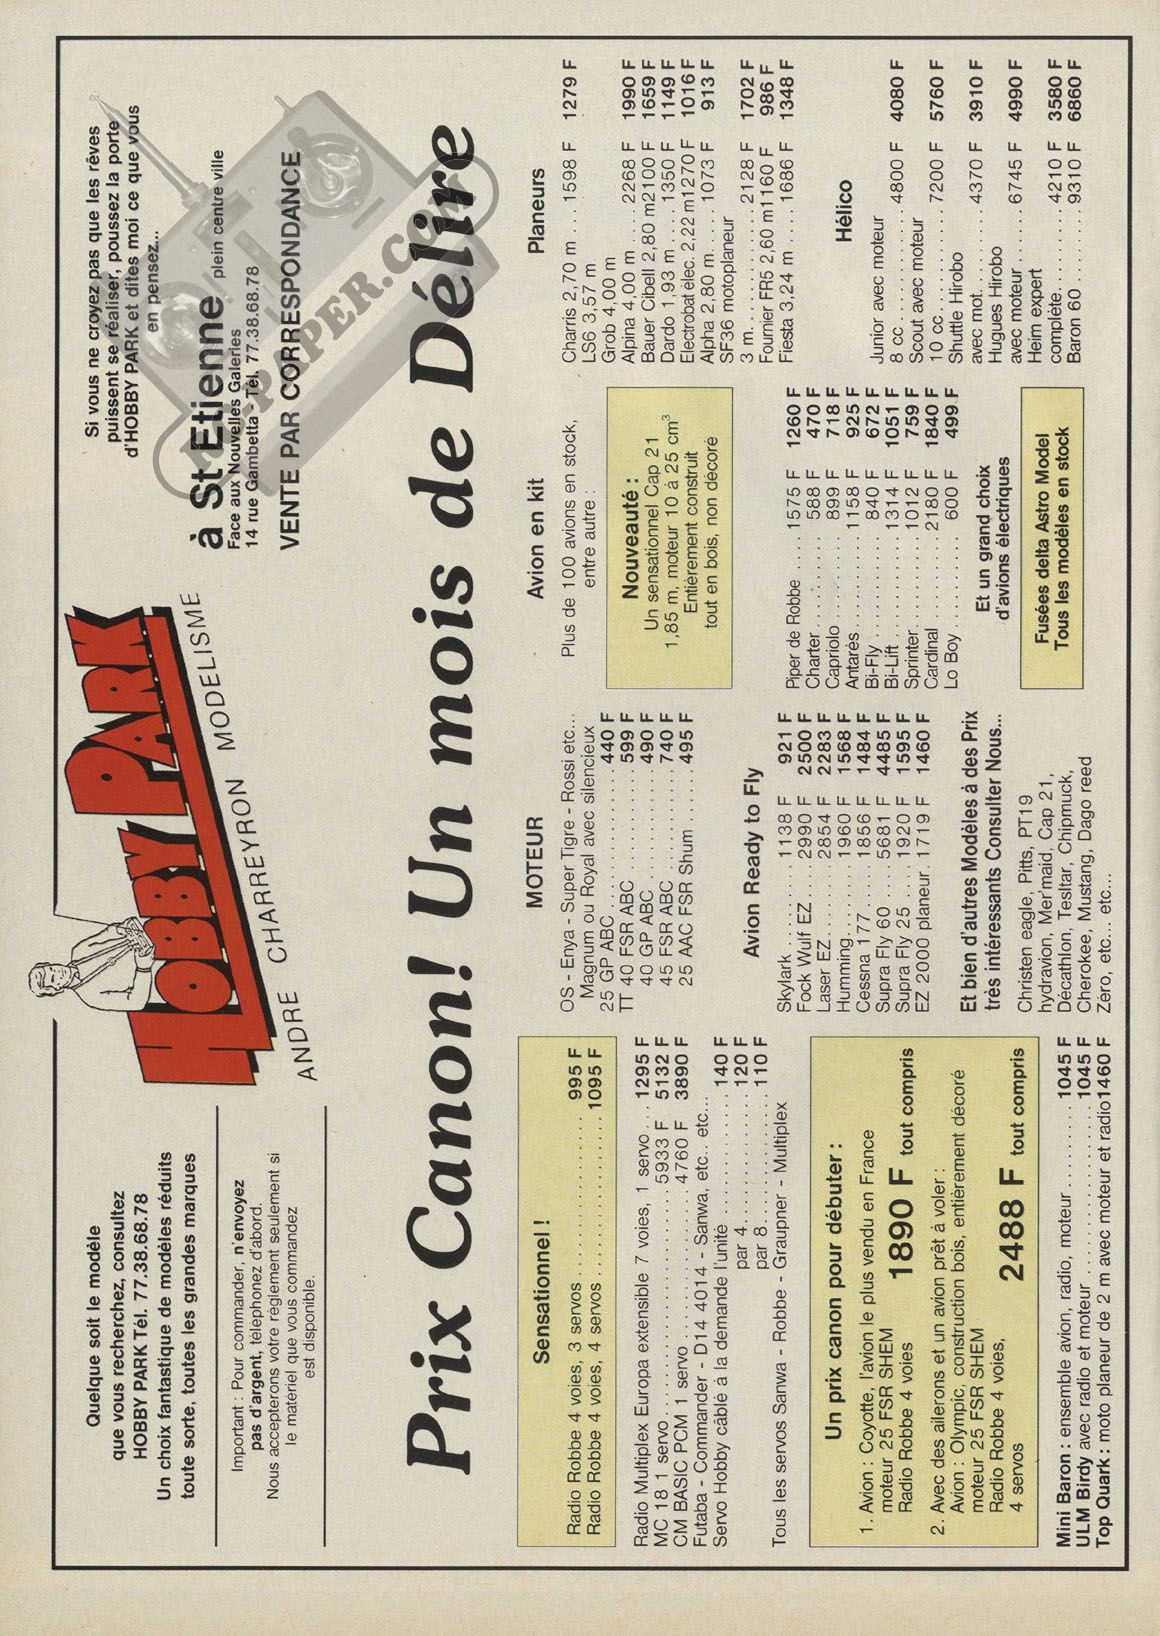 Quelque soit le modèle
que vous recherchez, consultez
HOBBY PARK Tél. 77.38.68.78
Un choix fantastique de modèles réduits
toute sorte, toutes les grandes marques
Important : Pour commander, n'envoyez
pas d'argent, téléphonez d'abord.
Nous accepterons votre réglement seulement si
le matériel que vous commandez
est disponible.
HOBBY PARK
ANDRE CHARREYRON MODELISME
Si vous ne croyez pas que les rêves
puissent se réaliser, poussez la porte
d'HOBBY PARK et dites moi ce que vous
en pensez...
à St Etienne plein centre ville
Face aux Nouvelles Galeries
14 rue Gambetta - Tél. 77.38.68.78
VENTE PAR CORRESPONDANCE
Prix Canon! Un mois de Délire
Sensationnel !
Radio Robbe 4 voies, 3 servos ........ 995 F
Radio Robbe 4 voies, 4 servos ........ 1095 F
Radio Multiplex Europa extensible 7 voies, 1 servo ... 1295 F
MC 18 1 servo ........ 5933 F 5132 F
CM BASIC PCM 1 servo ........ 4760 F 3890 F
Futaba - Commander - D14 4014 - Sanwa, etc... etc...
Servo Hobby câblé à la demande l'unité ........ 140 F
par 4 ........ 120 F
par 8 ........ 110 F
Tous les servos Sanwa - Robbe - Graupner - Multiplex
Un prix canon pour débuter :
1. Avion : Coyotte, l'avion le plus vendu en France
moteur 25 FSR SHEM
Radio Robbe 4 voies 1890 F tout compris
2. Avec des ailerons et un avion prêt à voler :
Avion : Olympic, construction bois, entièrement décoré
moteur 25 FSR SHEM
Radio Robbe 4 voies,
4 servos 2488 F tout compris
Mini Baron : ensemble avion, radio, moteur ........ 1045 F
ULM Birdy avec radio et moteur ........ 1045 F
Top Quark : moto planeur de 2 m avec moteur et radio 1460 F
MOTEUR
OS - Enya - Super Tigre - Rossi etc...
Magnum ou Royal avec silencieux
25 GP ABC ........ 440 F
TT 40 FSR ABC ........ 599 F
40 GP ABC ........ 490 F
45 FSR ABC ........ 740 F
25 AAC FSR Shum ...... 495 F
Avion Ready to Fly
Skylark ........ 1138 F 921 F
Fock Wulf EZ .... 2990 F 2500 F
Laser EZ ........ 2854 F 2283 F
Humming ........ 1960 F 1568 F
Cessna 177 ...... 1856 F 1484 F
Supra Fly 60 .... 5681 F 4485 F
Supra Fly 25 .... 1920 F 1595 F
EZ 2000 planeur 1719 F 1460 F
Et bien d'autres Modèles à des Prix
très intéressants Consulter Nous...
Christen eagle, Pitts, PT19
hydravion, Mer'maid, Cap 21,
Décathlon, Tesltar, Chipmuck,
Cherokee, Mustang, Dago reed
Zéro, etc... etc...
Avion en kit
Plus de 100 avions en stock,
entre autre :
Nouveauté :
Un sensationnel Cap 21
1,85 m, moteur 10 à 25 cm³
Entièrement construit
tout en bois, non décoré
Piper de Robbe .... 1575 F 1260 F
Charter ........ 588 F 470 F
Capriolo ........ 899 F 718 F
Antarès ........ 1158 F 925 F
Bi-Fly ........ 840 F 672 F
Bi-Lift ........ 1314 F 1051 F
Sprinter ........ 1012 F 759 F
Cardinal ........ 2180 F 1840 F
Lo Boy ........ 600 F 499 F
Et un grand choix
d'avions électriques
Fusées delta Astro Model
Tous les modèles en stock
Planeurs
Charris 2,70 m ... 1598 F 1279 F
LS6 3,57 m
Grob 4,00 m
Alpina 4,00 m .... 2268 F 1990 F
Bauer Cibell 2,80 m 2100 F 1659 F
Dardo 1,93 m .... 1350 F 1149 F
Electrobat élec. 2,22 m 1270 F 1016 F
Alpha 2,80 m ..... 1073 F 913 F
SF36 motoplaneur
3 m ........ 2128 F 1702 F
Fournier FR5 2,60 m 1160 F 986 F
Fiesta 3,24 m .... 1686 F 1348 F
Hélico
Junior avec moteur
8 cc ........ 4800 F 4080 F
Scout avec moteur
10 cc ........ 7200 F 5760 F
Shuttle Hirobo
avec mot. ...... 4370 F 3910 F
Hugues Hirobo
avec moteur .... 6745 F 4990 F
Heim expert
complète ........ 4210 F 3580 F
Baron 60 ........ 9310 F 6860 F